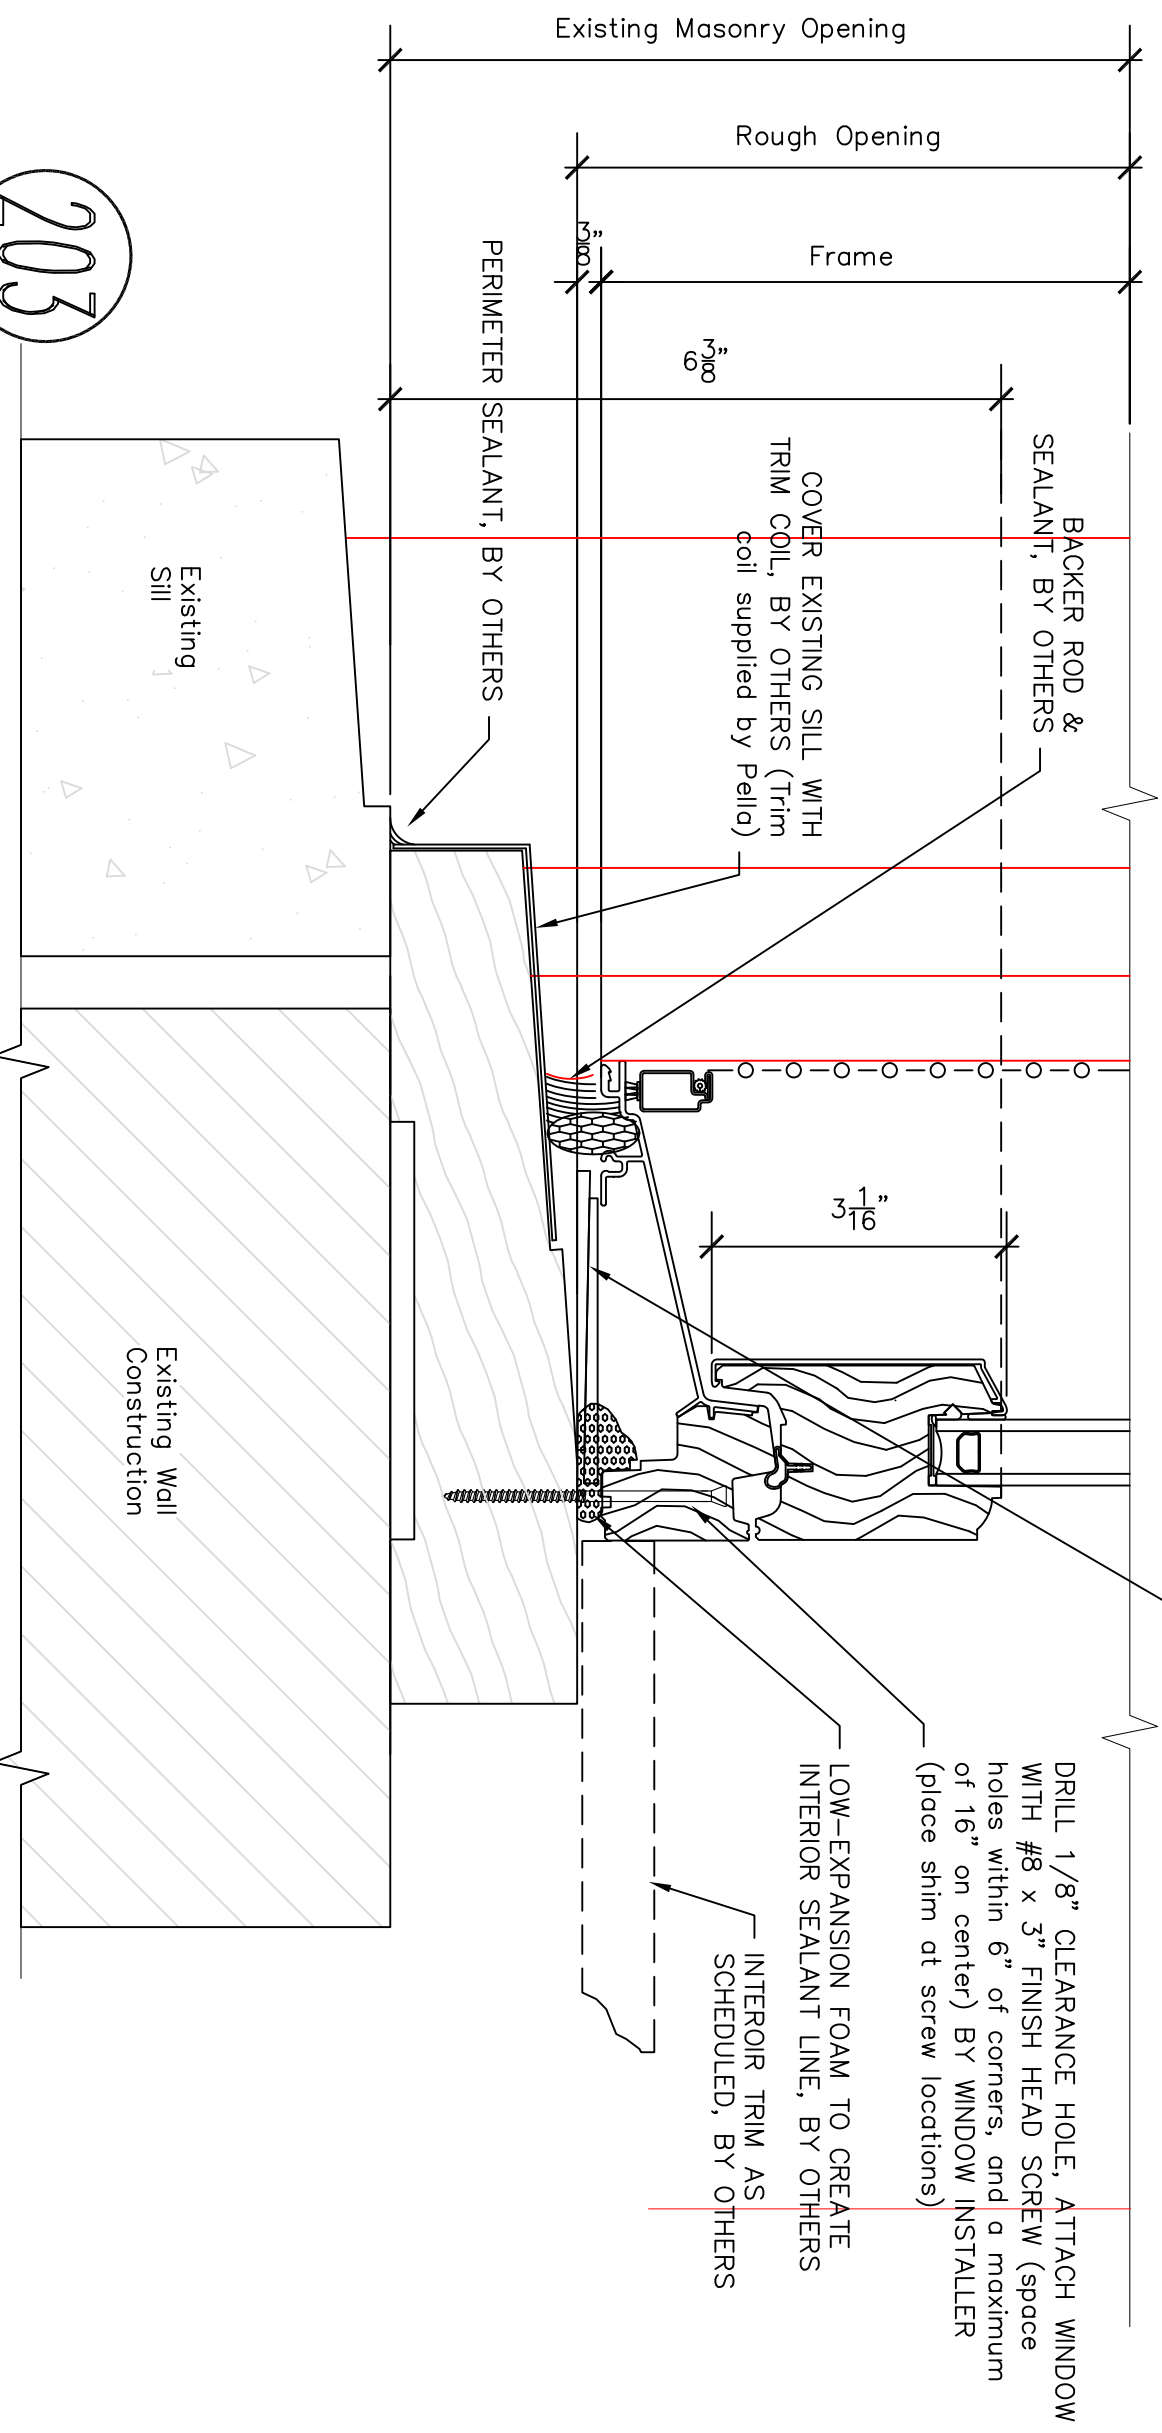 Existing Masonry Opening
Rough Opening
Frame
3/8"
6 3/8"
BACKER ROD &
SEALANT, BY OTHERS
COVER EXISTING SILL WITH
TRIM COIL, BY OTHERS (Trim
coil supplied by Pella)
PERIMETER SEALANT, BY OTHERS
203
Existing
Sill
3 1/16"
Existing Wall
Construction
DRILL 1/8" CLEARANCE HOLE, ATTACH WINDOW
WITH #8 x 3" FINISH HEAD SCREW (space
holes within 6" of corners, and a maximum
of 16" on center) BY WINDOW INSTALLER
(place shim at screw locations)
LOW-EXPANSION FOAM TO CREATE
INTERIOR SEALANT LINE, BY OTHERS
INTEROIR TRIM AS
SCHEDULED, BY OTHERS